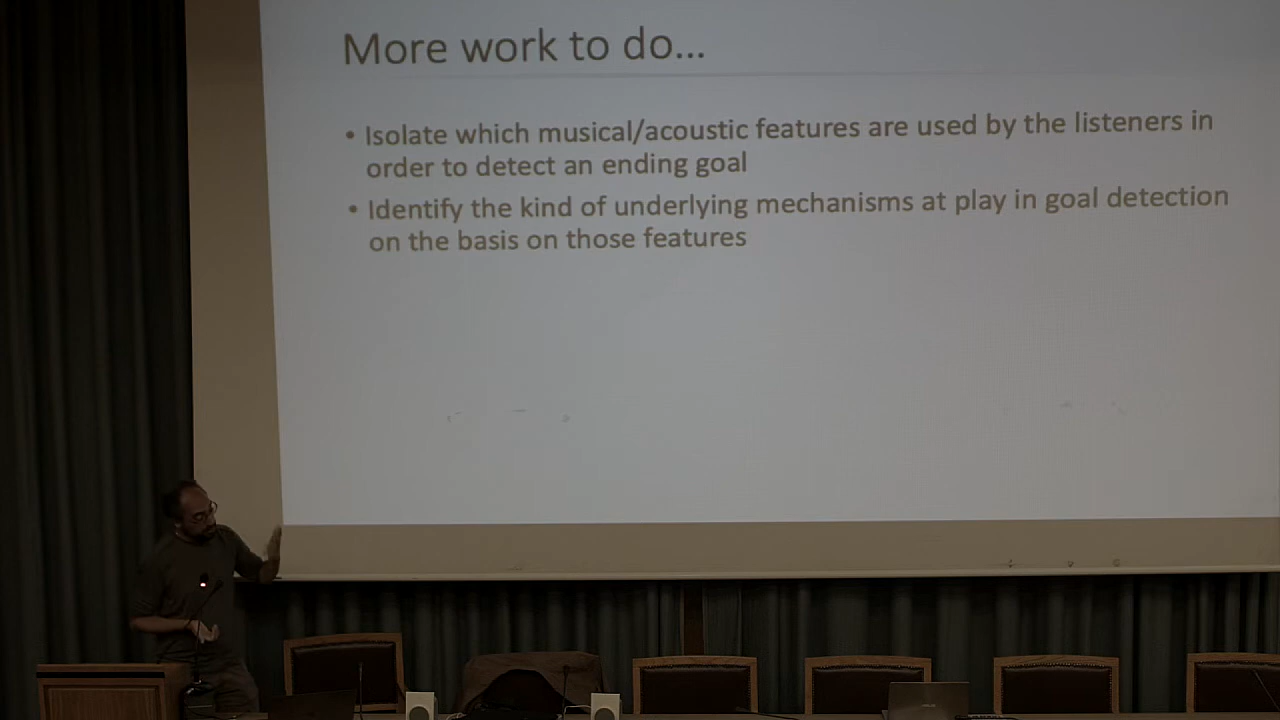 More work to do...
• Isolate which musical/acoustic features are used by the listeners in
order to detect an ending goal
• Identify the kind of underlying mechanisms at play in goal detection
on the basis on those features